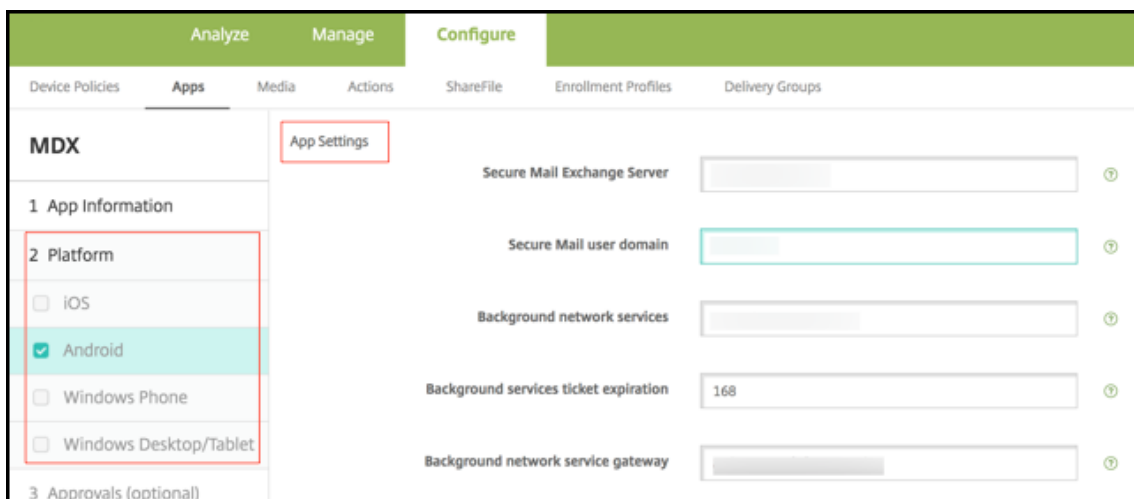 Analyze Manage Configure
Device Policies Apps Media Actions ShareFile Enrollment Profiles Delivery Groups
MDX
App Settings
Secure Mail Exchange Server
1 App Information
Secure Mail user domain
2 Platform
iOS
Background network services
Android
Windows Phone
Background services ticket expiration 168
Windows Desktop/Tablet
Background network service gateway
3 Approvals (optional)